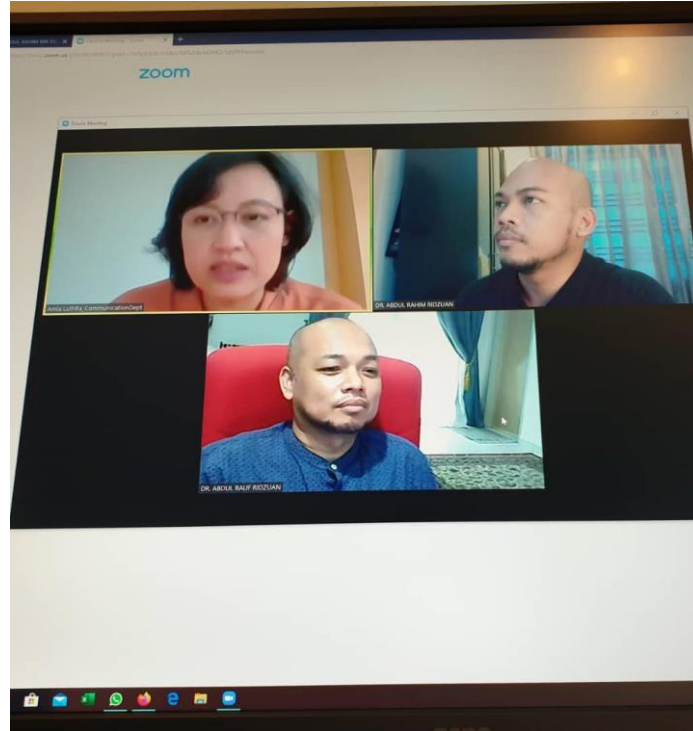 zoom
Zoom Meeting
Amia Luthfia_CommunicationDept
DR. ABDUL RAHIM RIDZUAN
DR. ABDUL RAUF RIDZUAN